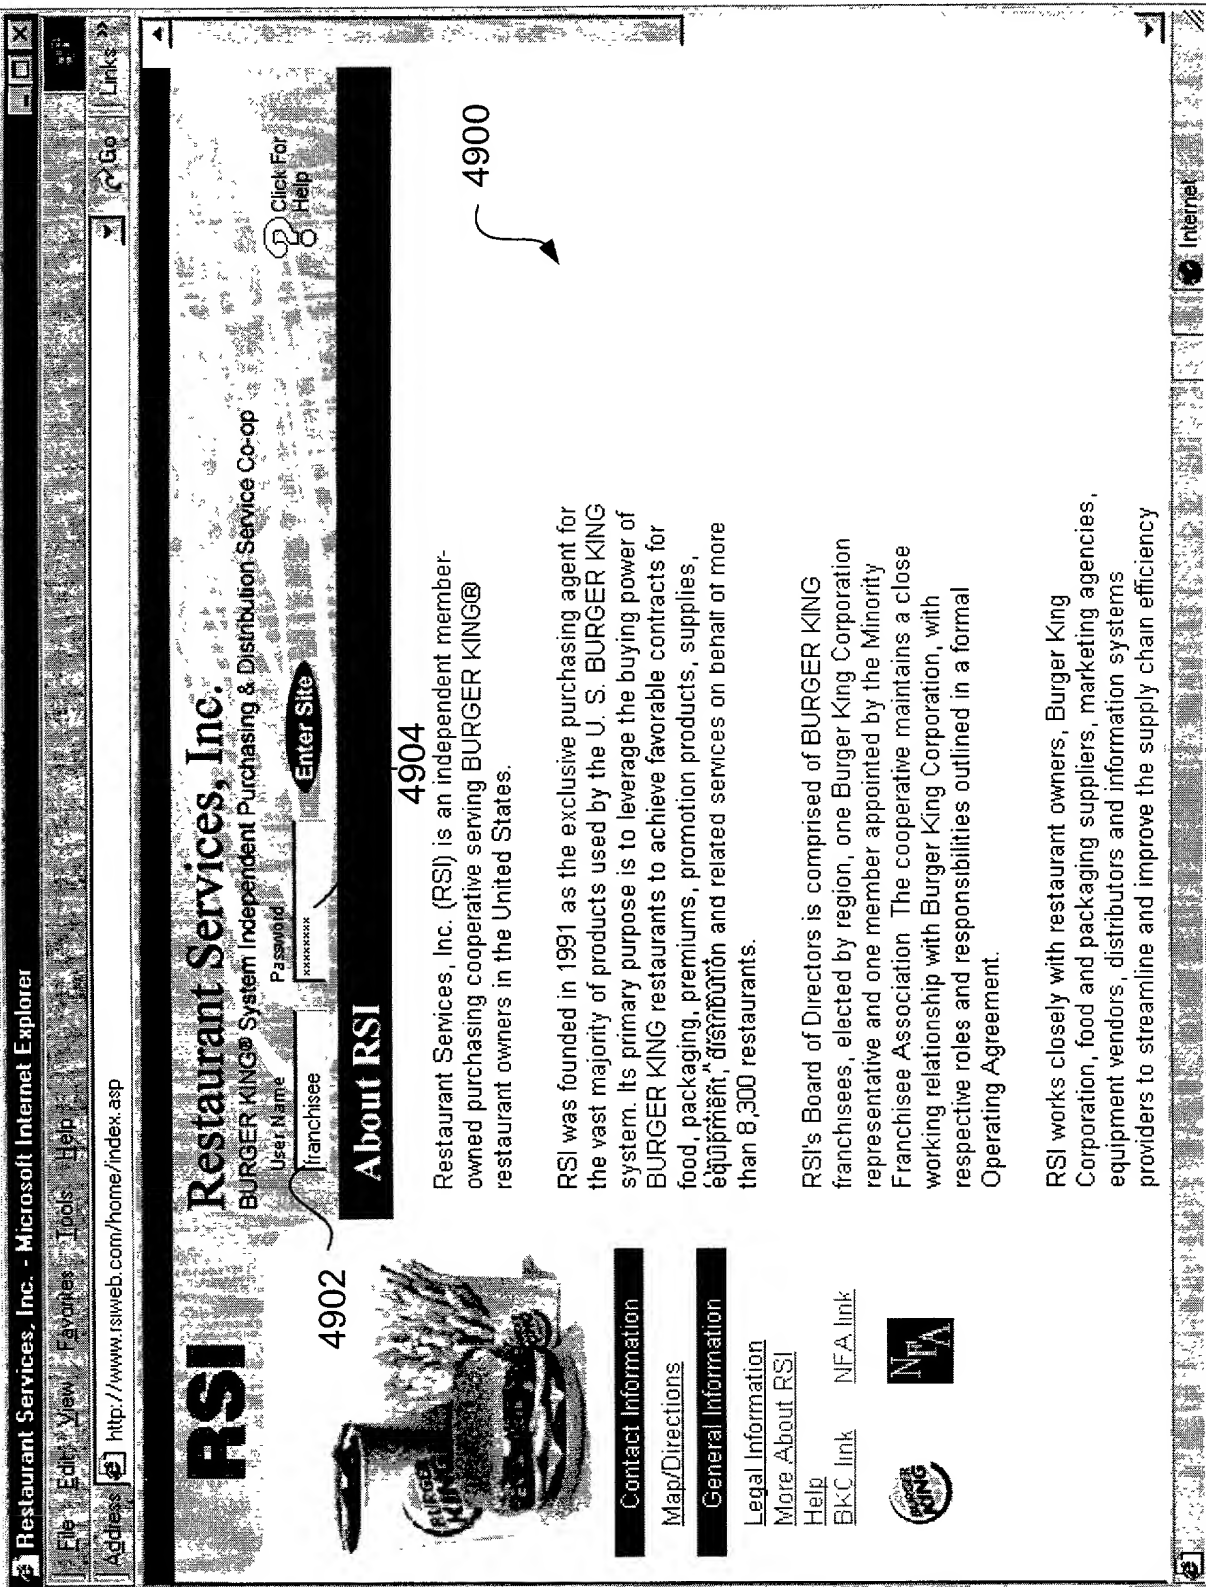 Restaurant Services, Inc. - Microsoft Internet Explorer
File Edit View Favorites Tools Help
Address http://www.rsiweb.com/home/index.asp Go Links »
RSI
Restaurant Services, Inc.
BURGER KING® System Independent Purchasing & Distribution Service Co-op
User Name Password
franchisee xxxxxxxxx Enter Site
Click For
Help
About RSI
4902
4904
4900
BURGER
KING
Contact Information
Map/Directions
General Information
Legal Information
More About RSI
Help
BKC link NFA link
BURGER
KING
NFA
Restaurant Services, Inc. (RSI) is an independent member-
owned purchasing cooperative serving BURGER KING®
restaurant owners in the United States.
RSI was founded in 1991 as the exclusive purchasing agent for
the vast majority of products used by the U. S. BURGER KING
system. Its primary purpose is to leverage the buying power of
BURGER KING restaurants to achieve favorable contracts for
food, packaging, premiums, promotion products, supplies,
equipment, distribution and related services on behalf of more
than 8,300 restaurants.
RSI's Board of Directors is comprised of BURGER KING
franchisees, elected by region, one Burger King Corporation
representative and one member appointed by the Minority
Franchisee Association The cooperative maintains a close
working relationship with Burger King Corporation, with
respective roles and responsibilities outlined in a formal
Operating Agreement.
RSI works closely with restaurant owners, Burger King
Corporation, food and packaging suppliers, marketing agencies,
equipment vendors, distributors and information systems
providers to streamline and improve the supply chain efficiency
Internet